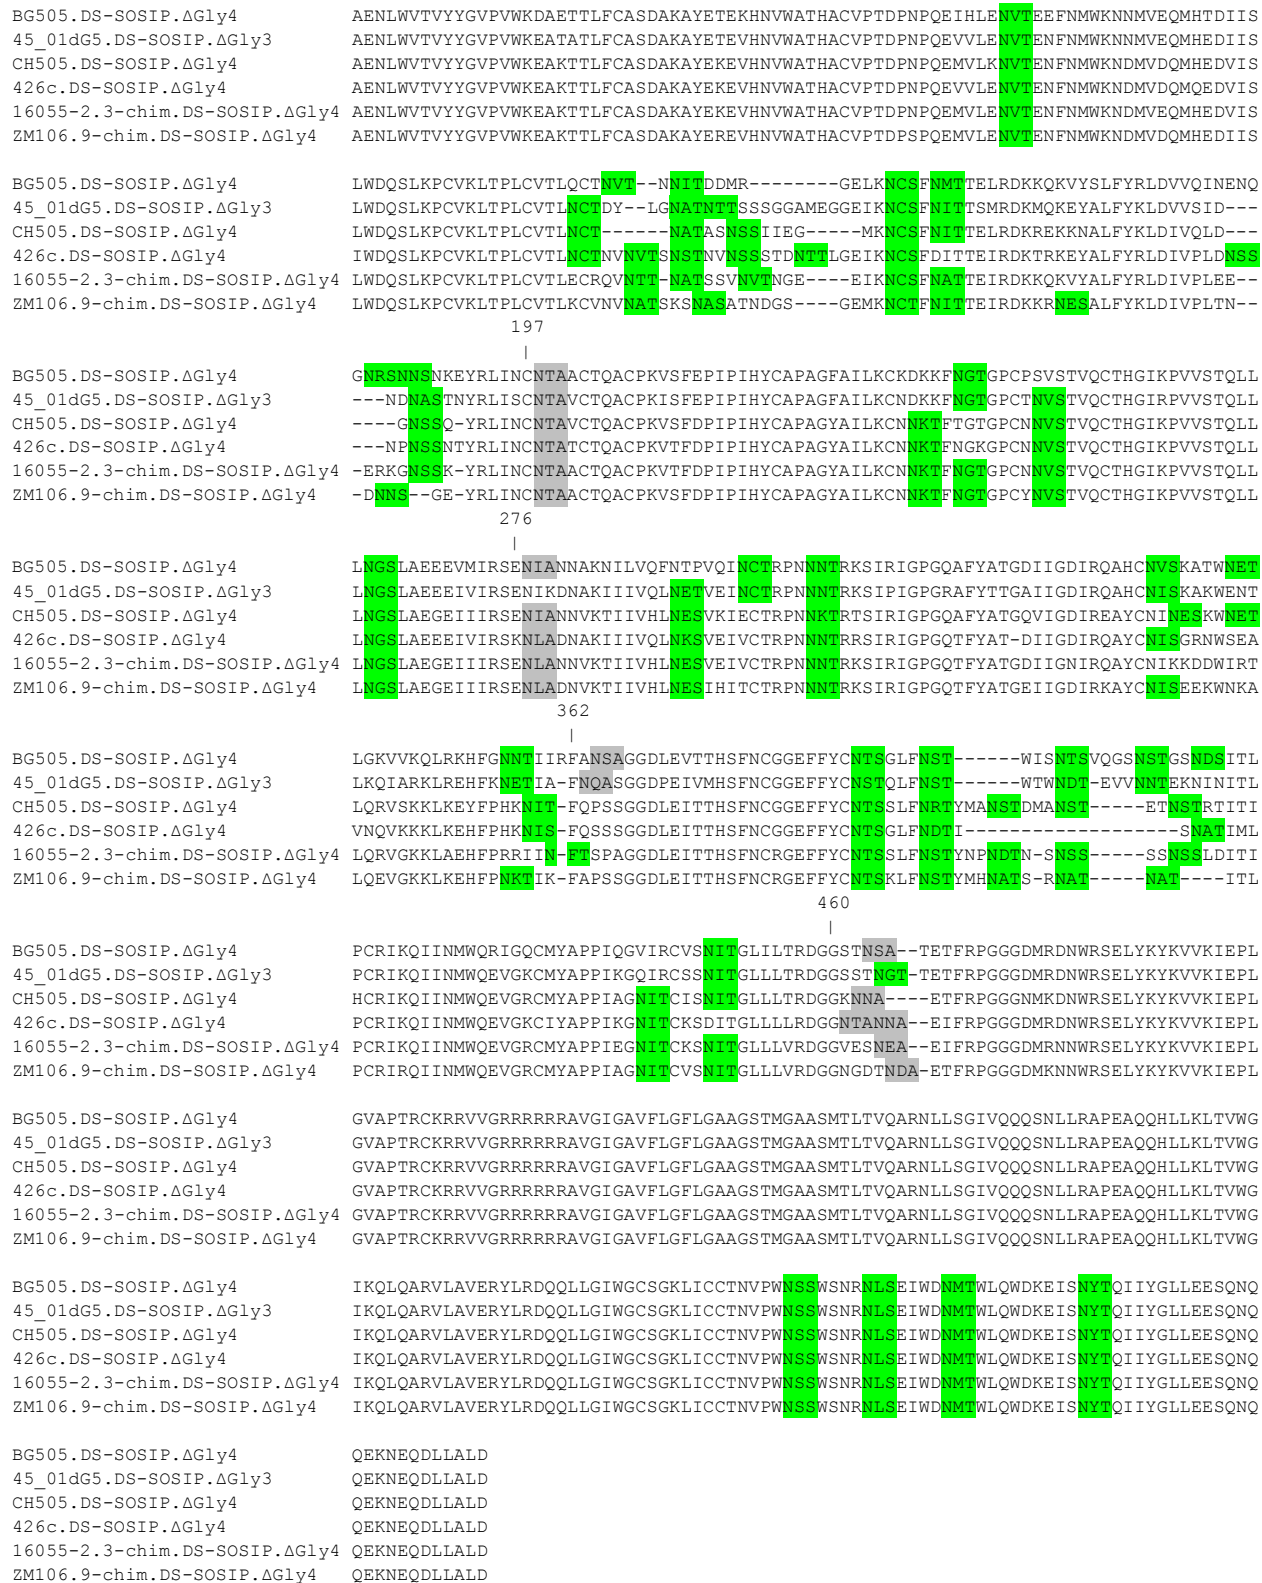 BG505.DS-SOSIP.ΔGly4 AENLWVTVYYGVPVWKDAETTLFCASDAKAYETEKHNVWATHACVPTDPNPQEIHLENVTEEFNMWKNNMVEQMHTDIIS
45_01dG5.DS-SOSIP.ΔGly3 AENLWVTVYYGVPVWKEATATLFCASDAKAYETEVHNVWATHACVPTDPNPQEVVLENVTENFNMWKNNMVEQMHEDIIS
CH505.DS-SOSIP.ΔGly4 AENLWVTVYYGVPVWKEAKTTLFCASDAKAYEKEVHNVWATHACVPTDPNPQEMVLKNVTENFNMWKNDMVDQMHEDVIS
426c.DS-SOSIP.ΔGly4 AENLWVTVYYGVPVWKEAKTTLFCASDAKAYEKEVHNVWATHACVPTDPNPQEVVLENVTENFNMWKNDMVDQMQEDVIS
16055-2.3-chim.DS-SOSIP.ΔGly4 AENLWVTVYYGVPVWKEAKTTLFCASDAKAYEKEVHNVWATHACVPTDPNPQEMVLENVTENFNMWKNDMVDQMHEDVIS
ZM106.9-chim.DS-SOSIP.ΔGly4 AENLWVTVYYGVPVWKEAKTTLFCASDAKAYEREVHNVWATHACVPTDPSPQEMVLENVTENFNMWKNDMVDQMHEDIIS
BG505.DS-SOSIP.ΔGly4 LWDQSLKPCVKLTPLCVTLQCTNVT--NNITDDMR--------GELKNCSFNMTTELRDKKQKVYSLFYRLDVVQINENQ
45_01dG5.DS-SOSIP.ΔGly3 LWDQSLKPCVKLTPLCVTLNCTDY--LGNATNTTSSSGGAMEGGEIKNCSFNITTSMRDKMQKEYALFYKLDVVSID---
CH505.DS-SOSIP.ΔGly4 LWDQSLKPCVKLTPLCVTLNCT------NATASNSSIIEG----MKNCSFNITTELRDKREKKNALFYKLDIVQLD---
426c.DS-SOSIP.ΔGly4 IWDQSLKPCVKLTPLCVTLNCTNVNVTSNSTNVNSSSTDNTTLGEIKNCSFDITTEIRDKTRKEYALFYRLDIVPLDNSS
16055-2.3-chim.DS-SOSIP.ΔGly4 LWDQSLKPCVKLTPLCVTLECRQVNTT-NATSSVNVTNGE----EIKNCSFNATTEIRDKKQKVYALFYRLDIVPLEE--
ZM106.9-chim.DS-SOSIP.ΔGly4 LWDQSLKPCVKLTPLCVTLKCVNVNATSKSNASATNDGS----GEMKNCTFNITTEIRDKKRNESALFYKLDIVPLTN--
197
|
BG505.DS-SOSIP.ΔGly4 GNRSNNSNKEYRLINCNTAACTQACPKVSFEPIPIHYCAPAGFAILKCKDKKFNGTGPCPSVSTVQCTHGIKPVVSTQLL
45_01dG5.DS-SOSIP.ΔGly3 ---NDNASTNYRLISCNTAVCTQACPKISFEPIPIHYCAPAGFAILKCNDKKFNGTGPCTNVSTVQCTHGIRPVVSTQLL
CH505.DS-SOSIP.ΔGly4 ----GNSSQ-YRLINCNTAVCTQACPKVSFDPIPIHYCAPAGYAILKCNNKTFTGTGPCNNVSTVQCTHGIKPVVSTQLL
426c.DS-SOSIP.ΔGly4 ---NPNSSNTYRLINCNTATCTQACPKVTFDPIPIHYCAPAGYAILKCNNKTFNGKGPCNNVSTVQCTHGIKPVVSTQLL
16055-2.3-chim.DS-SOSIP.ΔGly4 -ERKGNSSK-YRLINCNTAACTQACPKVTFDPIPIHYCAPAGYAILKCNNKTFNGTGPCNNVSTVQCTHGIKPVVSTQLL
ZM106.9-chim.DS-SOSIP.ΔGly4 -DNNS--GE-YRLINCNTAACTQACPKVSFDPIPIHYCAPAGYAILKCNNKTFNGTGPCYNVSTVQCTHGIKPVVSTQLL
276
|
BG505.DS-SOSIP.ΔGly4 LNGSLAEEEVMIRSENIANNAKNILVQFNTPVQINCTRPNNNTRKSIRIGPGQAFYATGDIIGDIRQAHCNVSKATWNET
45_01dG5.DS-SOSIP.ΔGly3 LNGSLAEEEIVIRSENIKDNAKIIIVQLNETVEINCTRPNNNTRKSIPIGPGRAFYTTGAIIGDIRQAHCNISKAKWENT
CH505.DS-SOSIP.ΔGly4 LNGSLAEGEIIIRSENIANNVKTIIVHLNESVKIECTRPNNKTRTSIRIGPGQAFYATGQVIGDIREAYCNINESKWNET
426c.DS-SOSIP.ΔGly4 LNGSLAEEEIVIRSKNLADNAKIIIVQLNKSVEIVCTRPNNNTRRSIRIGPGQTFYAT-DIIGDIRQAYCNISGRNWSEA
16055-2.3-chim.DS-SOSIP.ΔGly4 LNGSLAEGEIIIRSENLANNVKTIIVHLNESVEIVCTRPNNNTRKSIRIGPGQTFYATGDIIGNIRQAYCNIKKDDWIRT
ZM106.9-chim.DS-SOSIP.ΔGly4 LNGSLAEGEIIIRSENLADNVKTIIVHLNESIHITCTRPNNNTRKSIRIGPGQTFYATGEIIGDIRKAYCNISEEKWNKA
362
|
BG505.DS-SOSIP.ΔGly4 LGKVVKQLRKHFGNNTIIRFANSAGGDLEVTTHSFNCGGEFFYCNTSGLFNST------WISNTSVQGSNSTGSNDSITL
45_01dG5.DS-SOSIP.ΔGly3 LKQIARKLREHFKNETIA-FNQASGGDPEIVMHSFNCGGEFFYCNSTQLFNST------WTWNDT-EVVNNTEKNINITL
CH505.DS-SOSIP.ΔGly4 LQRVSKKLKEYFPHKNIT-FQPSSGGDLEITTHSFNCGGEFFYCNTSSLFNRTYMANSTDMANST-----ETNSTRTITI
426c.DS-SOSIP.ΔGly4 VNQVKKKLKEHFPHKNIS-FQSSSGGDLEITTHSFNCGGEFFYCNTSGLFNDTI-------------------SNATIML
16055-2.3-chim.DS-SOSIP.ΔGly4 LQRVGKKLAEHFPRRIIN-FTSPAGGDLEITTHSFNCRGEFFYCNTSSLFNSTYNPNDTN-SNSS-----SSNSSLDITI
ZM106.9-chim.DS-SOSIP.ΔGly4 LQEVGKKLKEHFPNKTIK-FAPSSGGDLEITTHSFNCRGEFFYCNTSKLFNSTYMHNATS-RNAT-----NAT----ITL
460
|
BG505.DS-SOSIP.ΔGly4 PCRIKQIINMWQRIGQCMYAPPIQGVIRCVSNITGLILTRDGGSTNSA--TETFRPGGGDMRDNWRSELYKYKVVKIEPL
45_01dG5.DS-SOSIP.ΔGly3 PCRIKQIINMWQEVGKCMYAPPIKGQIRCSSNITGLLLTRDGGSSTNGT-TETFRPGGGDMRDNWRSELYKYKVVKIEPL
CH505.DS-SOSIP.ΔGly4 HCRIKQIINMWQEVGRCMYAPPIAGNITCISNITGLLLTRDGGKNNA----ETFRPGGGNMKDNWRSELYKYKVVKIEPL
426c.DS-SOSIP.ΔGly4 PCRIKQIINMWQEVGKCIYAPPIKGNITCKSDITGLLLLRDGGNTANNA--EIFRPGGGDMRDNWRSELYKYKVVKIEPL
16055-2.3-chim.DS-SOSIP.ΔGly4 PCRIKQIINMWQEVGRCMYAPPIEGNITCKSNITGLLLVRDGGVESNEA--EIFRPGGGDMRNNWRSELYKYKVVKIEPL
ZM106.9-chim.DS-SOSIP.ΔGly4 PCRIRQIINMWQEVGRCMYAPPIAGNITCVSNITGLLLVRDGGNGDTNDA-ETFRPGGGDMKNNWRSELYKYKVVKIEPL
BG505.DS-SOSIP.ΔGly4 GVAPTRCKRRVVGRRRRRRAVGIGAVFLGFLGAAGSTMGAASMTLTVQARNLLSGIVQQQSNLLRAPEAQQHLLKLTVWG
45_01dG5.DS-SOSIP.ΔGly3 GVAPTRCKRRVVGRRRRRRAVGIGAVFLGFLGAAGSTMGAASMTLTVQARNLLSGIVQQQSNLLRAPEAQQHLLKLTVWG
CH505.DS-SOSIP.ΔGly4 GVAPTRCKRRVVGRRRRRRAVGIGAVFLGFLGAAGSTMGAASMTLTVQARNLLSGIVQQQSNLLRAPEAQQHLLKLTVWG
426c.DS-SOSIP.ΔGly4 GVAPTRCKRRVVGRRRRRRAVGIGAVFLGFLGAAGSTMGAASMTLTVQARNLLSGIVQQQSNLLRAPEAQQHLLKLTVWG
16055-2.3-chim.DS-SOSIP.ΔGly4 GVAPTRCKRRVVGRRRRRRAVGIGAVFLGFLGAAGSTMGAASMTLTVQARNLLSGIVQQQSNLLRAPEAQQHLLKLTVWG
ZM106.9-chim.DS-SOSIP.ΔGly4 GVAPTRCKRRVVGRRRRRRAVGIGAVFLGFLGAAGSTMGAASMTLTVQARNLLSGIVQQQSNLLRAPEAQQHLLKLTVWG
BG505.DS-SOSIP.ΔGly4 IKQLQARVLAVERYLRDQQLLGIWGCSGKLICCTNVPWNSSWSNRNLSEIWDNMTWLQWDKEISNYTQIIYGLLEESQNQ
45_01dG5.DS-SOSIP.ΔGly3 IKQLQARVLAVERYLRDQQLLGIWGCSGKLICCTNVPWNSSWSNRNLSEIWDNMTWLQWDKEISNYTQIIYGLLEESQNQ
CH505.DS-SOSIP.ΔGly4 IKQLQARVLAVERYLRDQQLLGIWGCSGKLICCTNVPWNSSWSNRNLSEIWDNMTWLQWDKEISNYTQIIYGLLEESQNQ
426c.DS-SOSIP.ΔGly4 IKQLQARVLAVERYLRDQQLLGIWGCSGKLICCTNVPWNSSWSNRNLSEIWDNMTWLQWDKEISNYTQIIYGLLEESQNQ
16055-2.3-chim.DS-SOSIP.ΔGly4 IKQLQARVLAVERYLRDQQLLGIWGCSGKLICCTNVPWNSSWSNRNLSEIWDNMTWLQWDKEISNYTQIIYGLLEESQNQ
ZM106.9-chim.DS-SOSIP.ΔGly4 IKQLQARVLAVERYLRDQQLLGIWGCSGKLICCTNVPWNSSWSNRNLSEIWDNMTWLQWDKEISNYTQIIYGLLEESQNQ
BG505.DS-SOSIP.ΔGly4 QEKNEQDLLALD
45_01dG5.DS-SOSIP.ΔGly3 QEKNEQDLLALD
CH505.DS-SOSIP.ΔGly4 QEKNEQDLLALD
426c.DS-SOSIP.ΔGly4 QEKNEQDLLALD
16055-2.3-chim.DS-SOSIP.ΔGly4 QEKNEQDLLALD
ZM106.9-chim.DS-SOSIP.ΔGly4 QEKNEQDLLALD